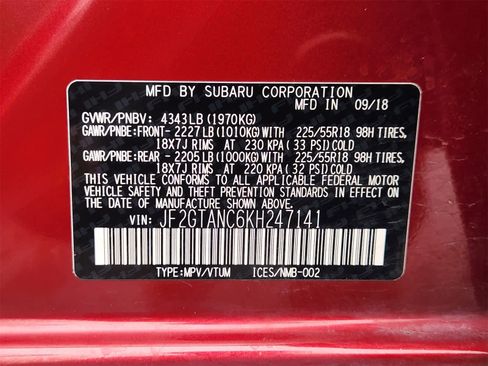 MFD. BY SUBARU CORPORATION
MADE IN JAPAN 09/18
GVWR/PNBV: 4343LB(1970KG)
GAWR/PNBE:FRONT- 2227LB(1010KG)WITH 225/55R18 98H TIRES,
18X7J RIMS AT 230 KPA(33 PSI)COLD
GAWR/PNBE:REAR - 2205LB(1000KG)WITH 225/55R18 98H TIRES,
18X7J RIMS AT 220 KPA(32 PSI)COLD
THIS VEHICLE CONFORMS TO ALL APPLICABLE FEDERAL MOTOR
VEHICLE SAFETY AND THEFT PREVENTION STANDARDS IN EFFECT
ON THE DATE OF MANUFACTURE SHOWN ABOVE.
VIN: JF2GTANC6KH247141
TYPE:MPV/VTUM ICES/NMB-002